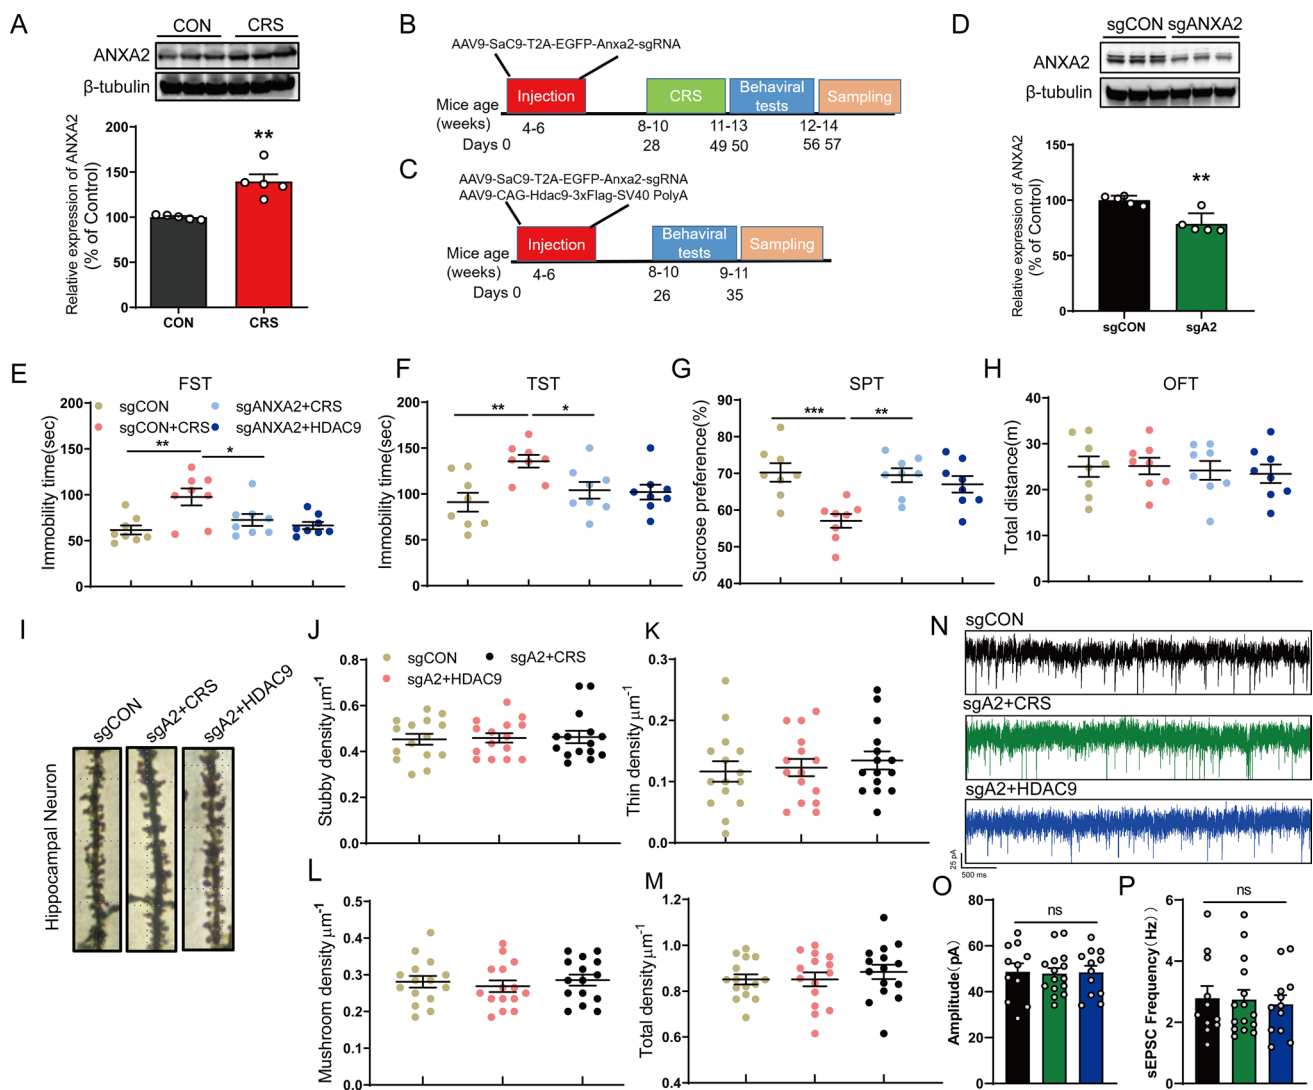 A
CON CRS
ANXA2
β-tubulin
Relative expression of ANXA2
(% of Control)
200
150
100
50
0
**
CON CRS
B
AAV9-SaC9-T2A-EGFP-Anxa2-sgRNA
Injection CRS Behaviral
tests Sampling
Mice age
(weeks) 4-6 8-10 11-13 12-14
Days 0 28 49 50 56 57
C
AAV9-SaC9-T2A-EGFP-Anxa2-sgRNA
AAV9-CAG-Hdac9-3xFlag-SV40 PolyA
Injection Behaviral
tests Sampling
Mice age
(weeks) 4-6 8-10 9-11
Days 0 26 35
D
sgCON sgANXA2
ANXA2
β-tubulin
Relative expression of ANXA2
(% of Control)
150
100
50
0
**
sgCON sgA2
E
FST
Immobility time(sec)
200
150
100
50
0
sgCON sgANXA2+CRS
sgCON+CRS sgANXA2+HDAC9
** *
F
TST
Immobility time(sec)
200
150
100
50
0
** *
G
SPT
Sucrose preference(%)
90
80
70
60
50
40
*** **
H
OFT
Total distance(m)
40
30
20
10
0
I
sgCON sgA2+CRS sgA2+HDAC9
Hippocampal Neuron
J
Stubby density μm-1
0.8
0.6
0.4
0.2
0.0
sgCON sgA2+CRS
sgA2+HDAC9
K
Thin density μm-1
0.3
0.2
0.1
0.0
L
Mushroom density μm-1
0.5
0.4
0.3
0.2
0.1
0.0
M
Total density μm-1
1.2
1.0
0.8
0.6
0.4
N
sgCON
sgA2+CRS
sgA2+HDAC9
25 pA
500 ms
O
Amplitude(pA)
80
60
40
20
0
ns
P
sEPSC Frequency(Hz))
6
4
2
0
ns